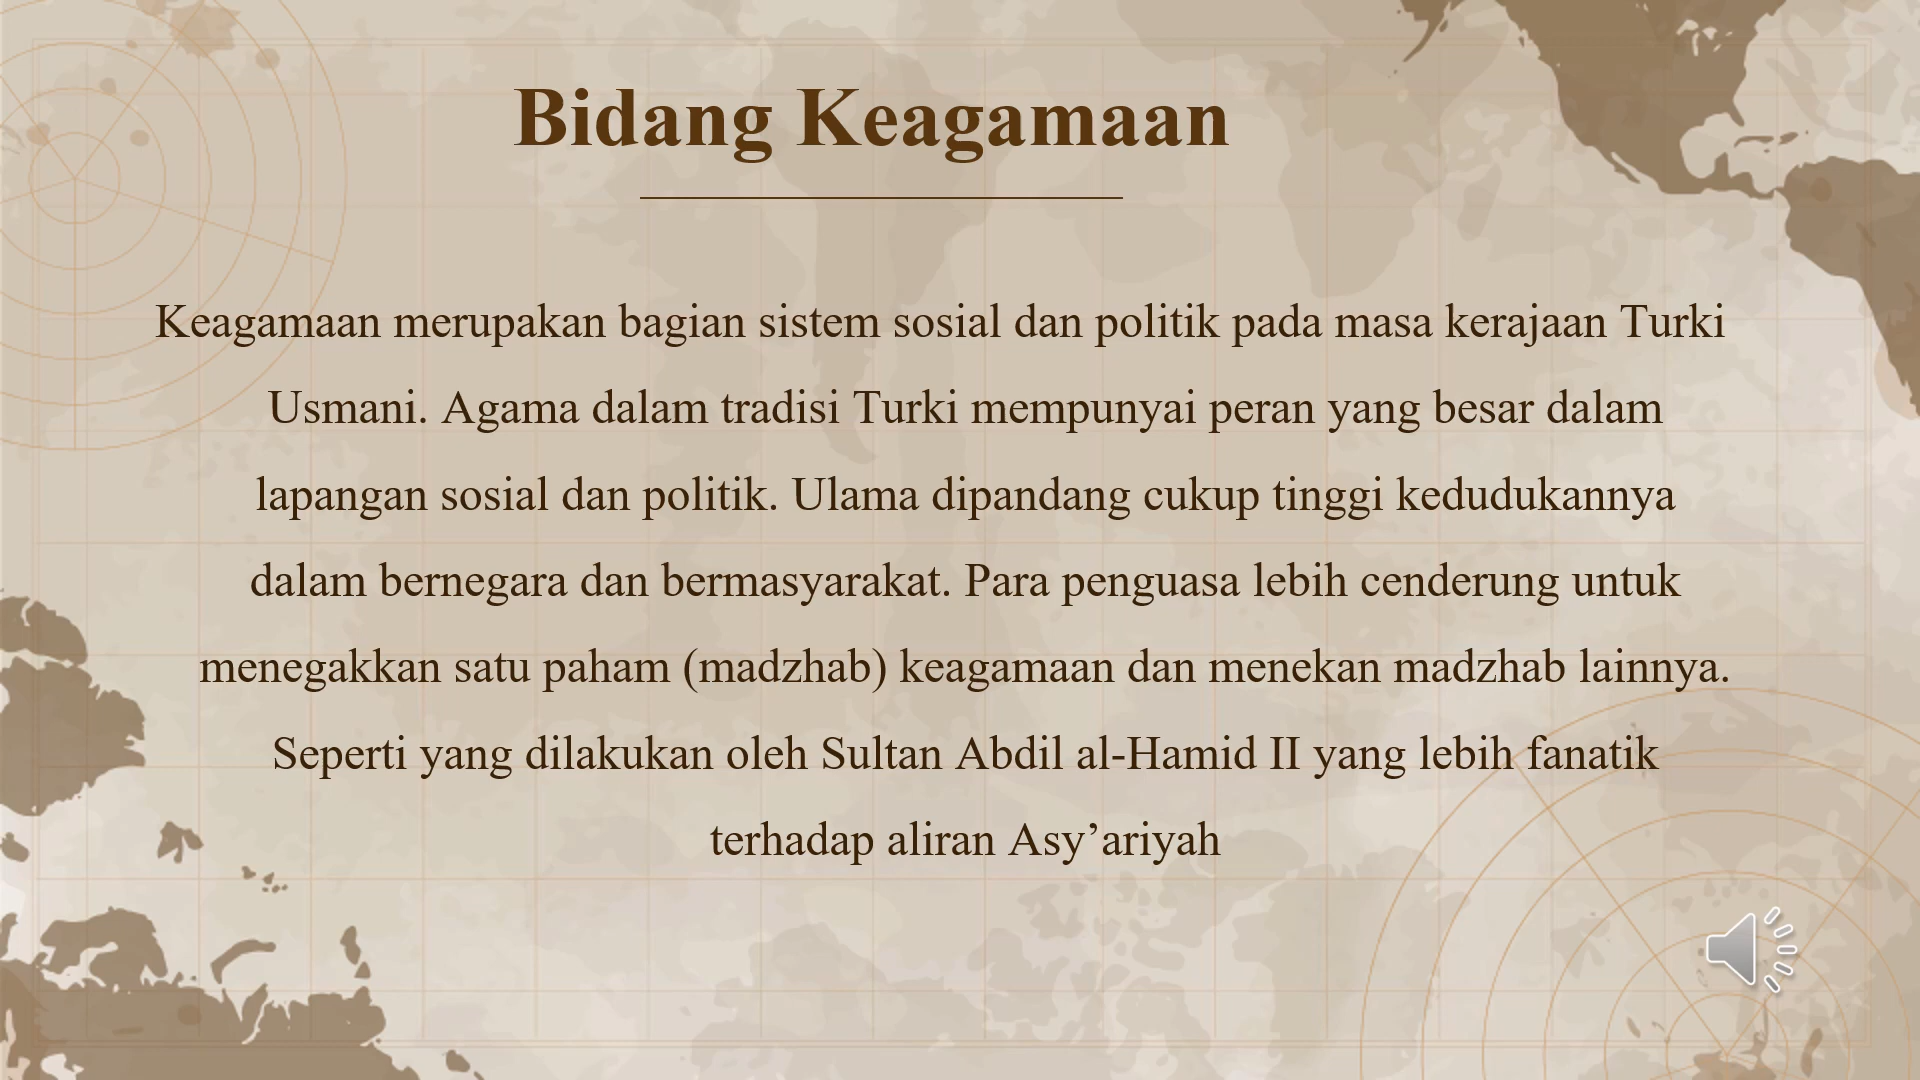 Bidang Keagamaan
Keagamaan merupakan bagian sistem sosial dan politik pada masa kerajaan Turki
Usmani. Agama dalam tradisi Turki mempunyai peran yang besar dalam
lapangan sosial dan politik. Ulama dipandang cukup tinggi kedudukannya
dalam bernegara dan bermasyarakat. Para penguasa lebih cenderung untuk
menegakkan satu paham (madzhab) keagamaan dan menekan madzhab lainnya.
Seperti yang dilakukan oleh Sultan Abdil al-Hamid II yang lebih fanatik
terhadap aliran Asy’ariyah